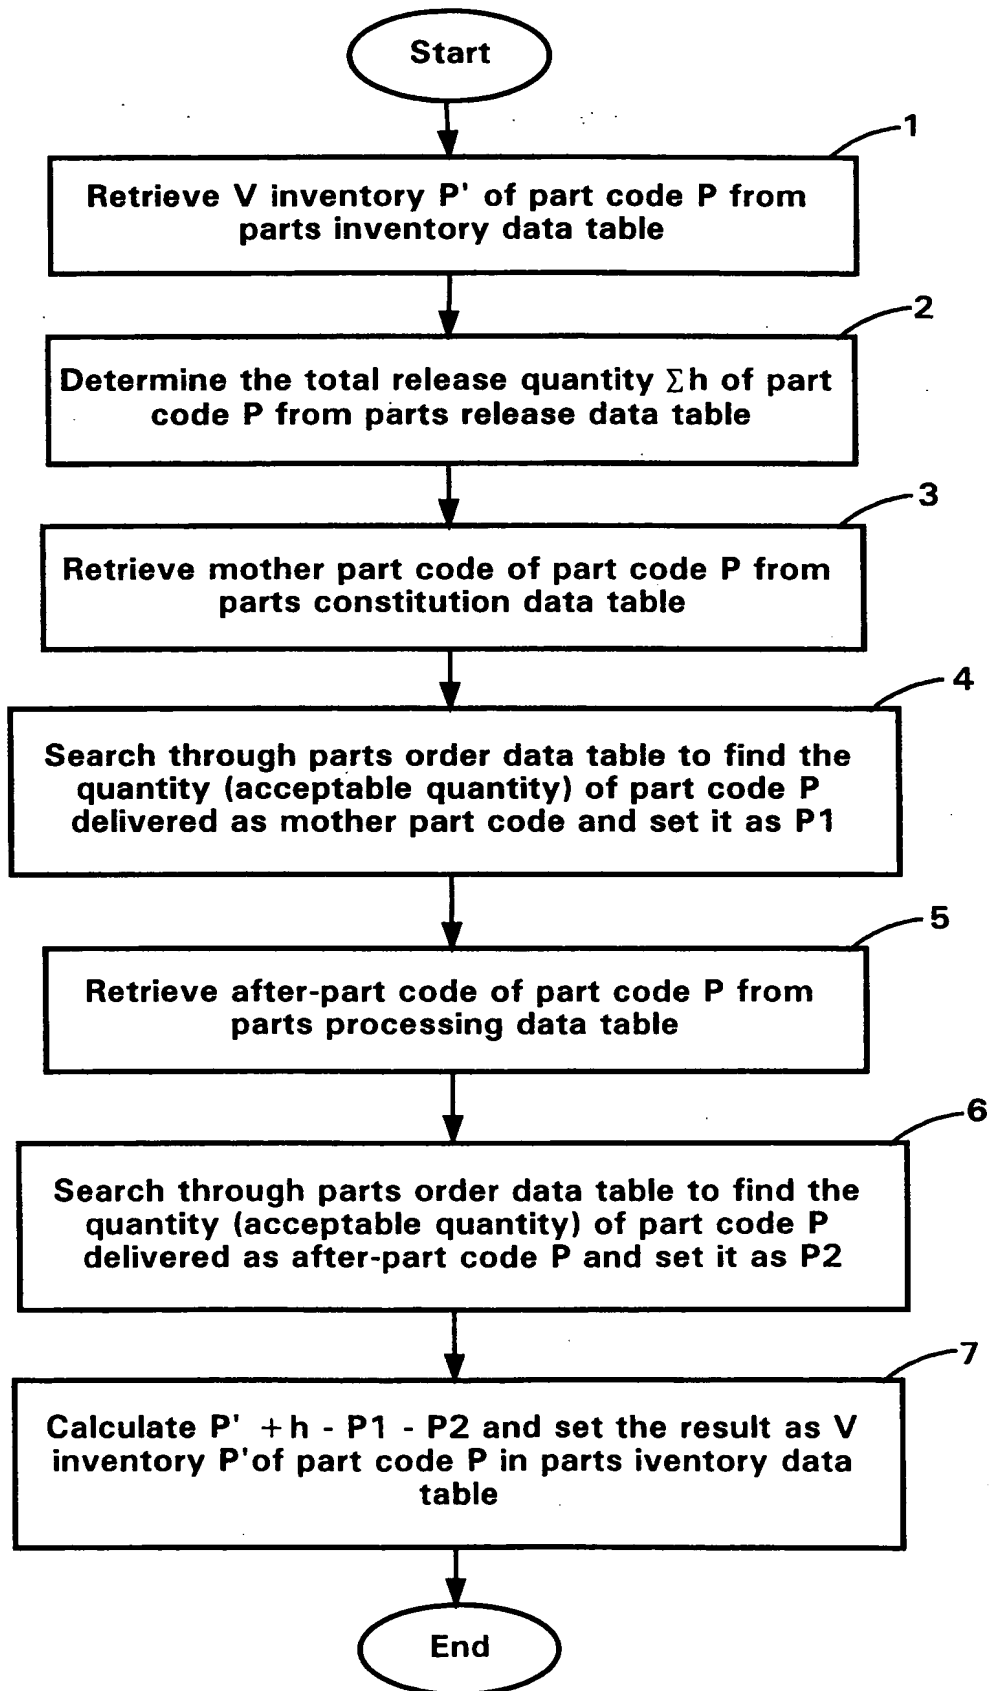 Start
1
Retrieve V inventory P' of part code P from
parts inventory data table
2
Determine the total release quantity Σh of part
code P from parts release data table
3
Retrieve mother part code of part code P from
parts constitution data table
4
Search through parts order data table to find the
quantity (acceptable quantity) of part code P
delivered as mother part code and set it as P1
5
Retrieve after-part code of part code P from
parts processing data table
6
Search through parts order data table to find the
quantity (acceptable quantity) of part code P
delivered as after-part code P and set it as P2
7
Calculate P' +h - P1 - P2 and set the result as V
inventory P'of part code P in parts iventory data
table
End